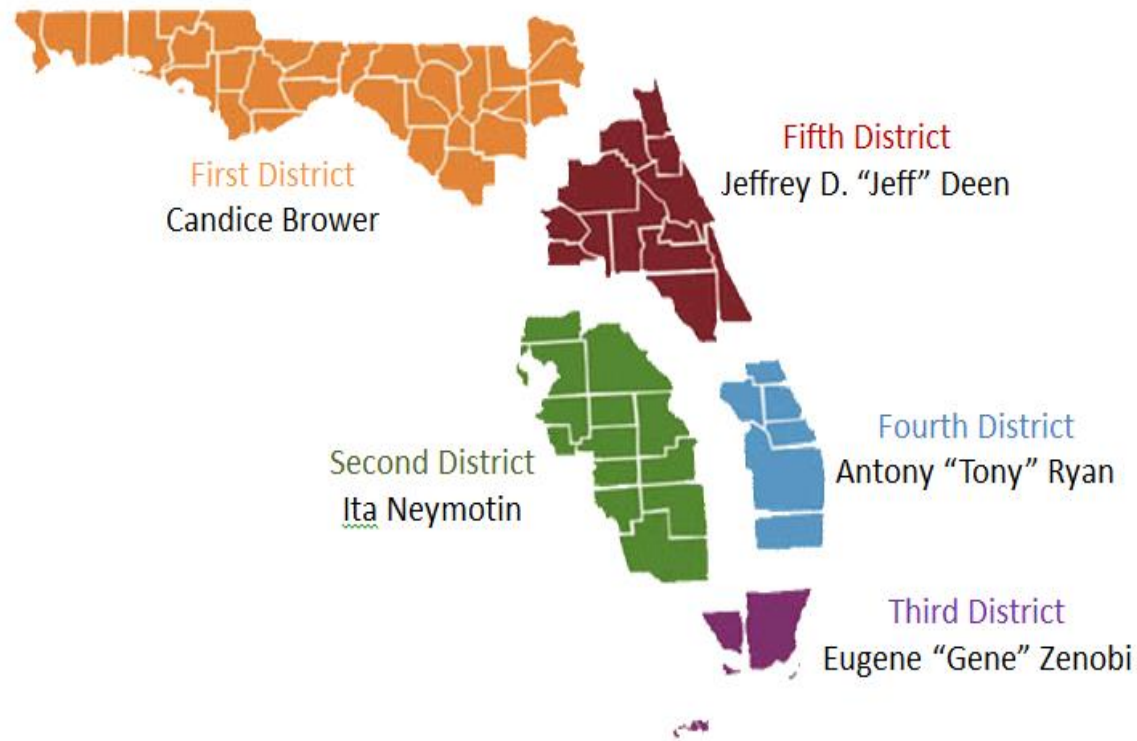 Fifth District
Jeffrey D. “Jeff” Deen
First District
Candice Brower
Fourth District
Antony “Tony” Ryan
Second District
Ita Neymotin
Third District
Eugene “Gene” Zenobi